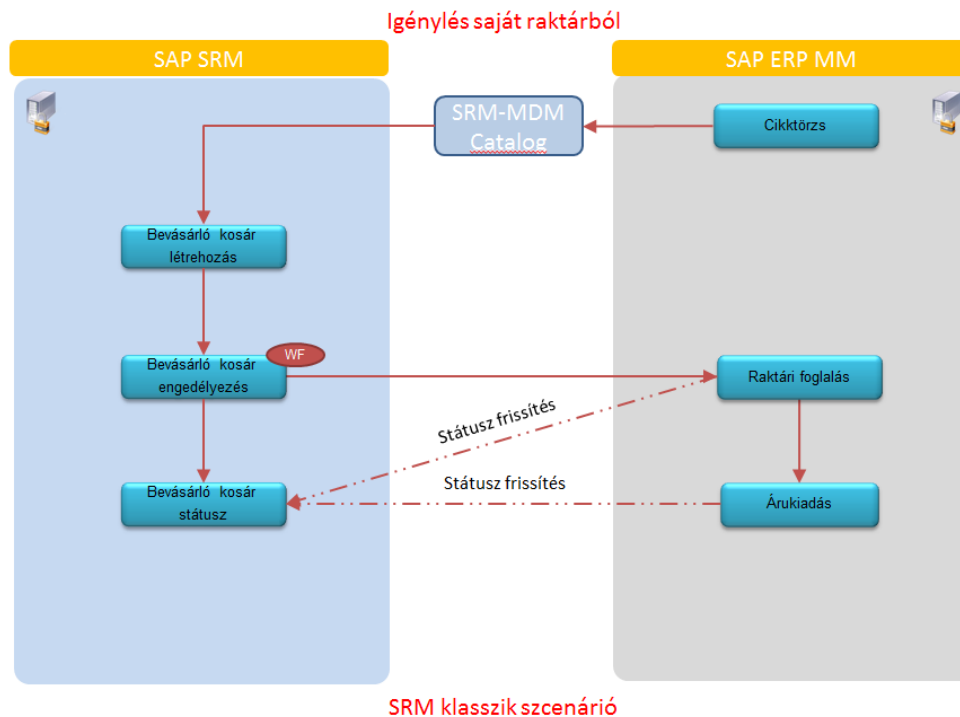 Igénylés saját raktárból
SAP SRM
SAP ERP MM
SRM-MDM
Catalog
Cikktörzs
Bevásárló kosár
létrehozás
WF
Bevásárló kosár
engedélyezés
Raktári foglalás
Státusz frissítés
Státusz frissítés
Bevásárló kosár
státusz
Árukiadás
SRM klasszik szcenárió